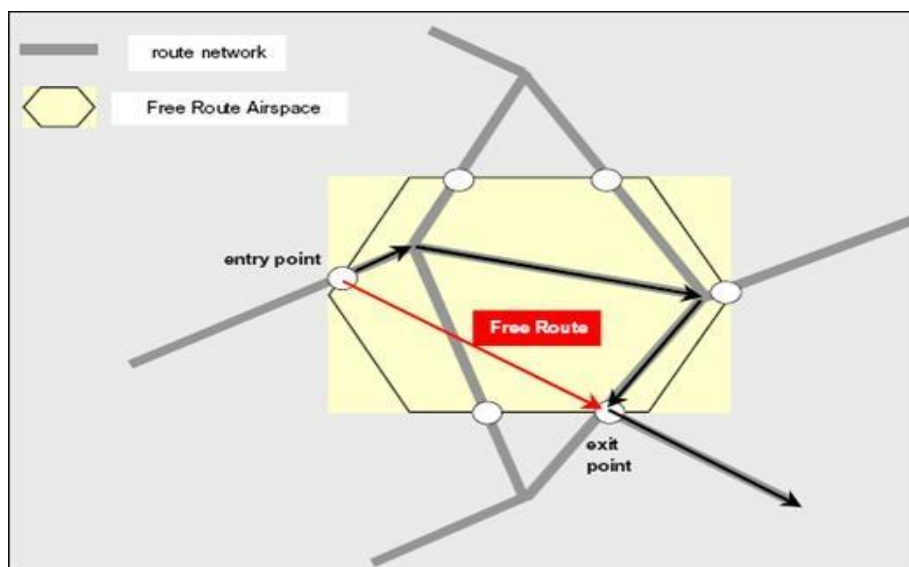 route network
Free Route Airspace
entry point
Free Route
exit
point